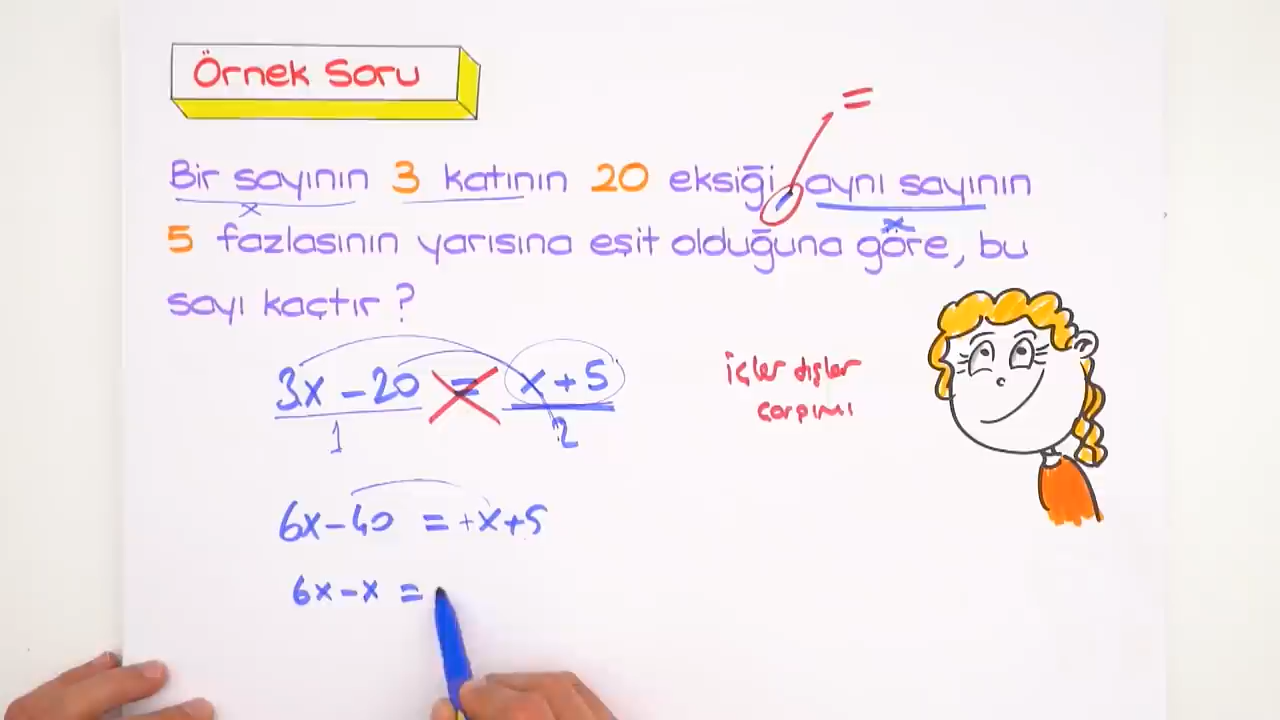 Örnek Soru
=
Bir sayının 3 katının 20 eksiği, aynı sayının
x x
5 fazlasının yarısına eşit olduğuna göre, bu
sayı kaçtır ?
3x - 20 = x + 5
1 2
içler dışlar
çarpımı
6x - 40 = +x + 5
6x - x =